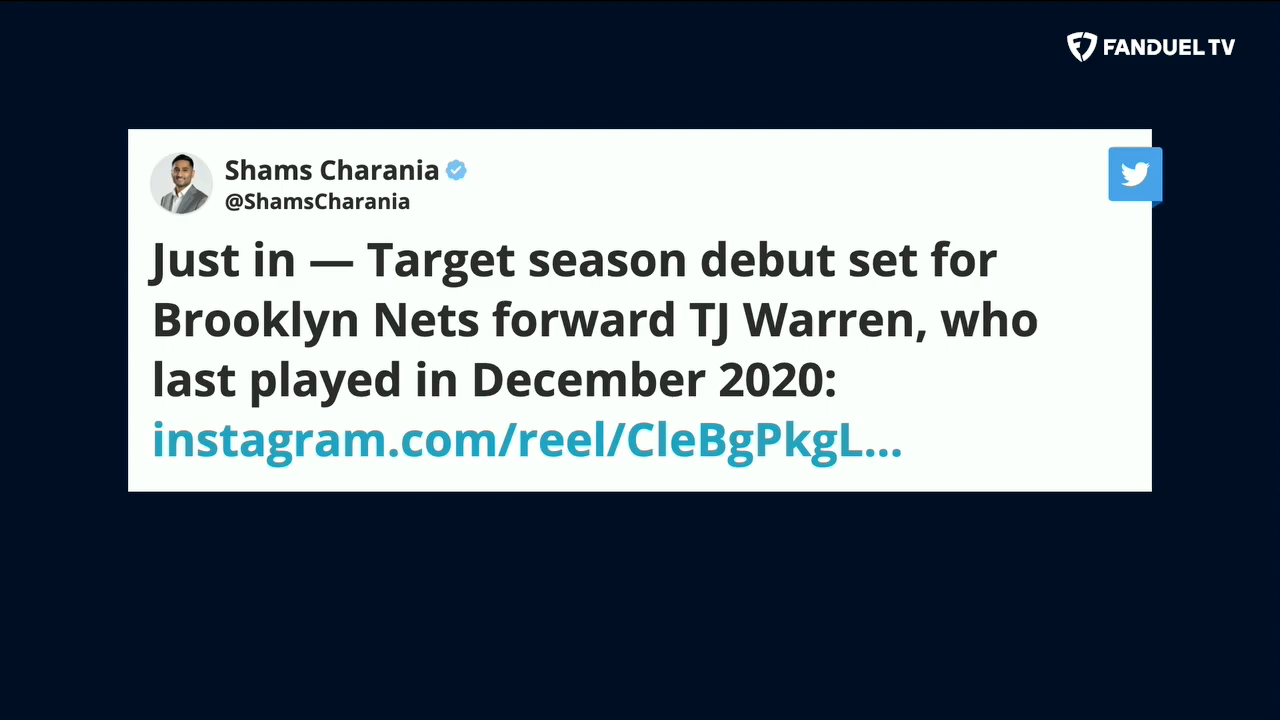 FANDUEL TV
Shams Charania
@ShamsCharania
Just in — Target season debut set for
Brooklyn Nets forward TJ Warren, who
last played in December 2020:
instagram.com/reel/CleBgPkgL...